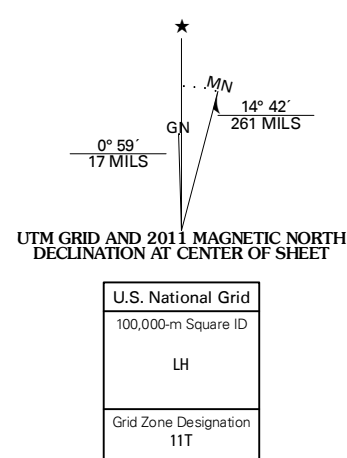 ★
MN
GN
14° 42´
261 MILS
0° 59´
17 MILS
UTM GRID AND 2011 MAGNETIC NORTH
DECLINATION AT CENTER OF SHEET
U.S. National Grid
100,000-m Square ID
LH
Grid Zone Designation
11T